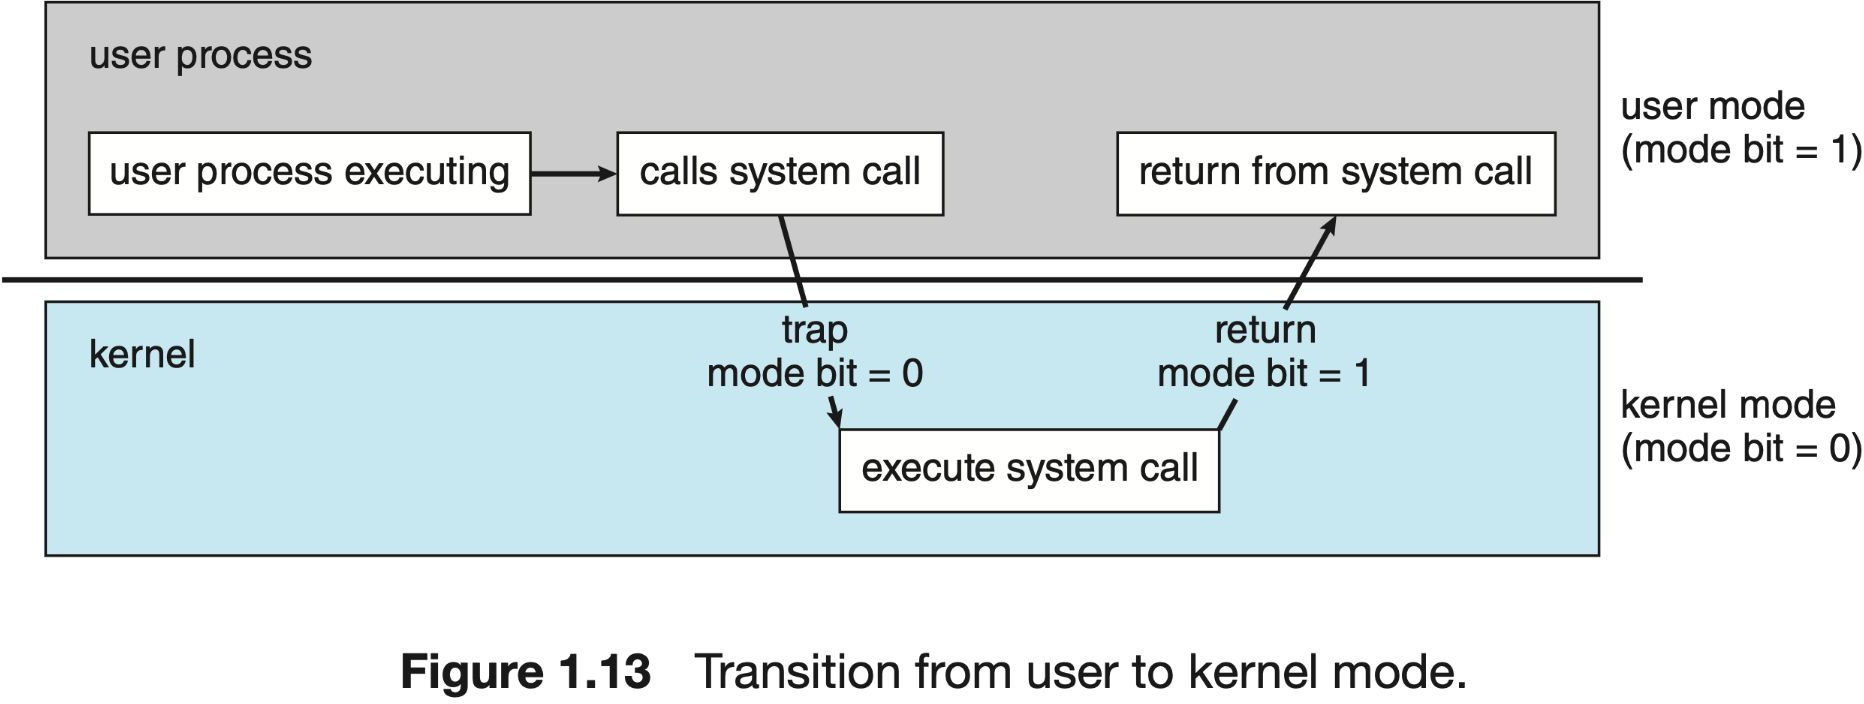 user process
user process executing
calls system call
return from system call
user mode
(mode bit = 1)
kernel
trap
mode bit = 0
return
mode bit = 1
execute system call
kernel mode
(mode bit = 0)
Figure 1.13 Transition from user to kernel mode.